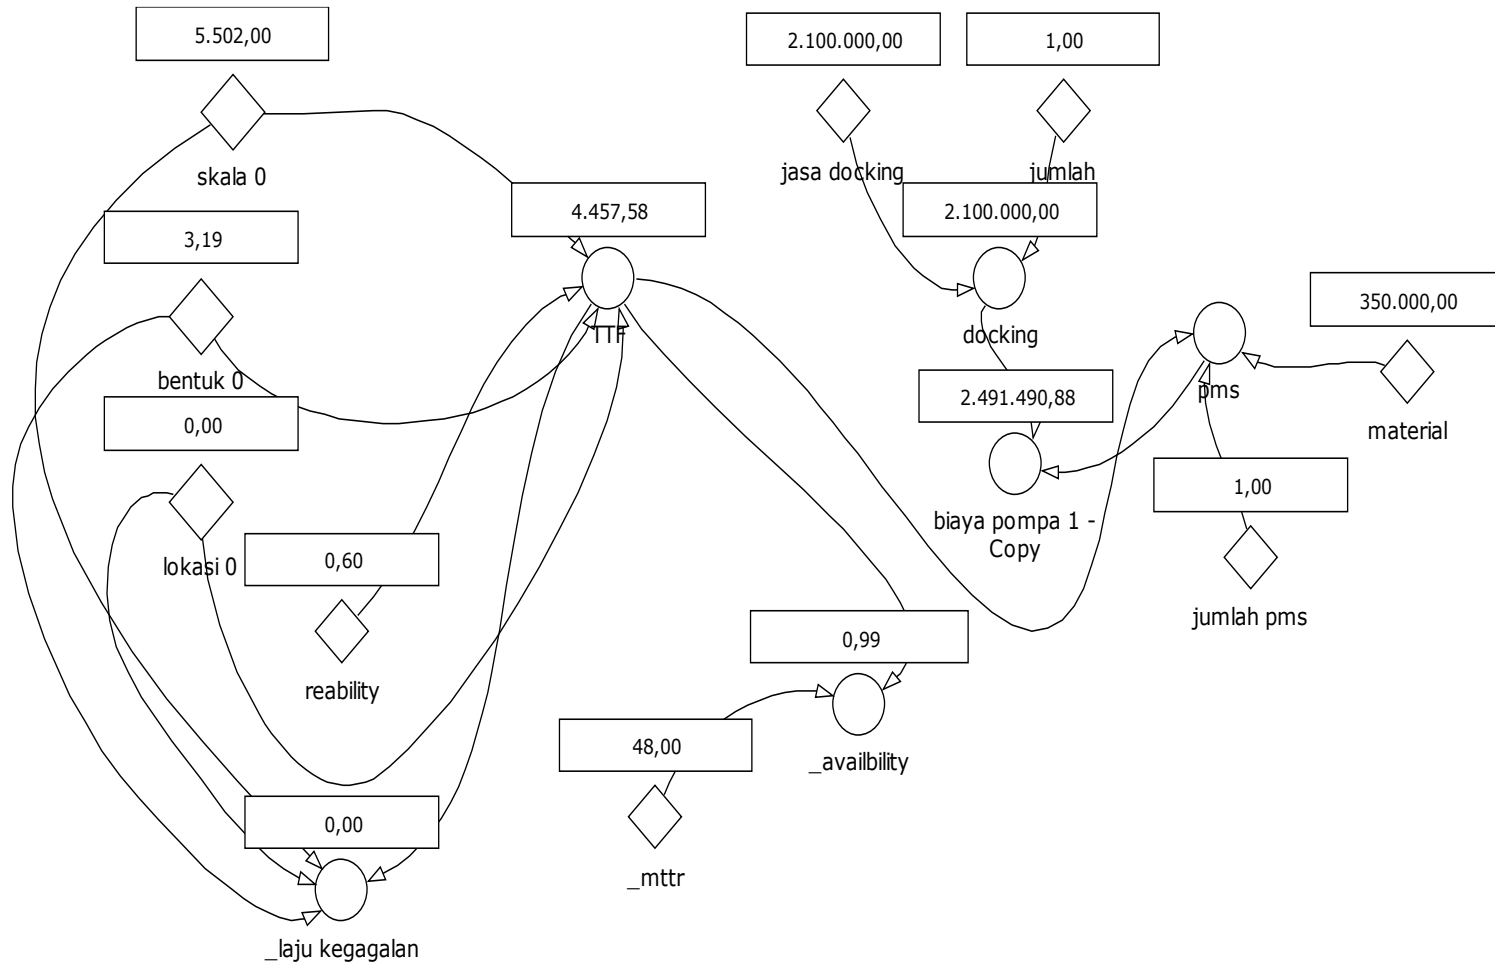 5.502,00
skala 0
2.100.000,00
jasa docking
1,00
jumlah
3,19
bentuk 0
4.457,58
TTF
2.100.000,00
docking
350.000,00
material
pms
0,00
lokasi 0
2.491.490,88
biaya pompa 1 -
Copy
1,00
jumlah pms
0,60
reability
0,99
_availbility
48,00
_mttr
0,00
_laju kegagalan